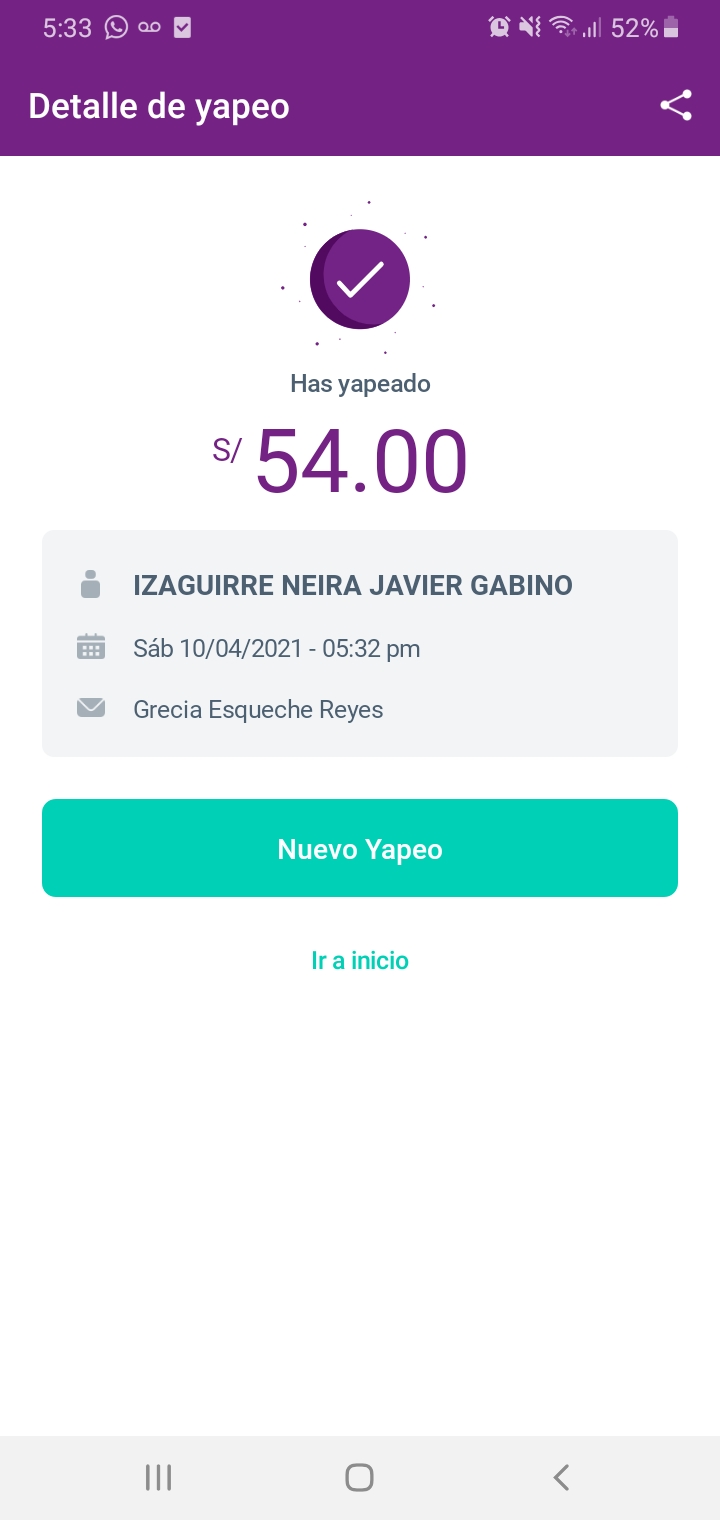 5:33 52%
Detalle de yapeo
Has yapeado
S/ 54.00
IZAGUIRRE NEIRA JAVIER GABINO
Sáb 10/04/2021 - 05:32 pm
Grecia Esqueche Reyes
Nuevo Yapeo
Ir a inicio